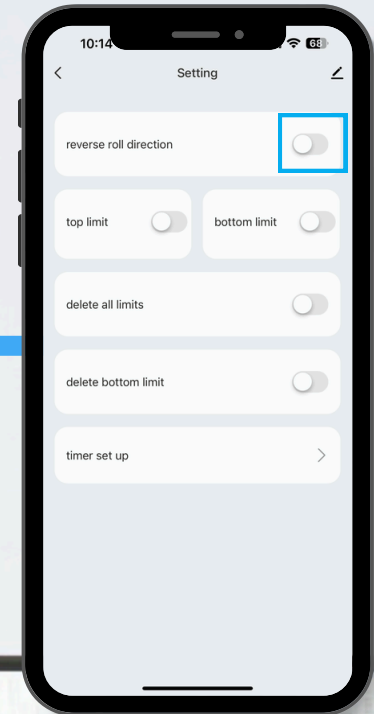 10:14
68
Setting
reverse roll direction
top limit
bottom limit
delete all limits
delete bottom limit
timer set up